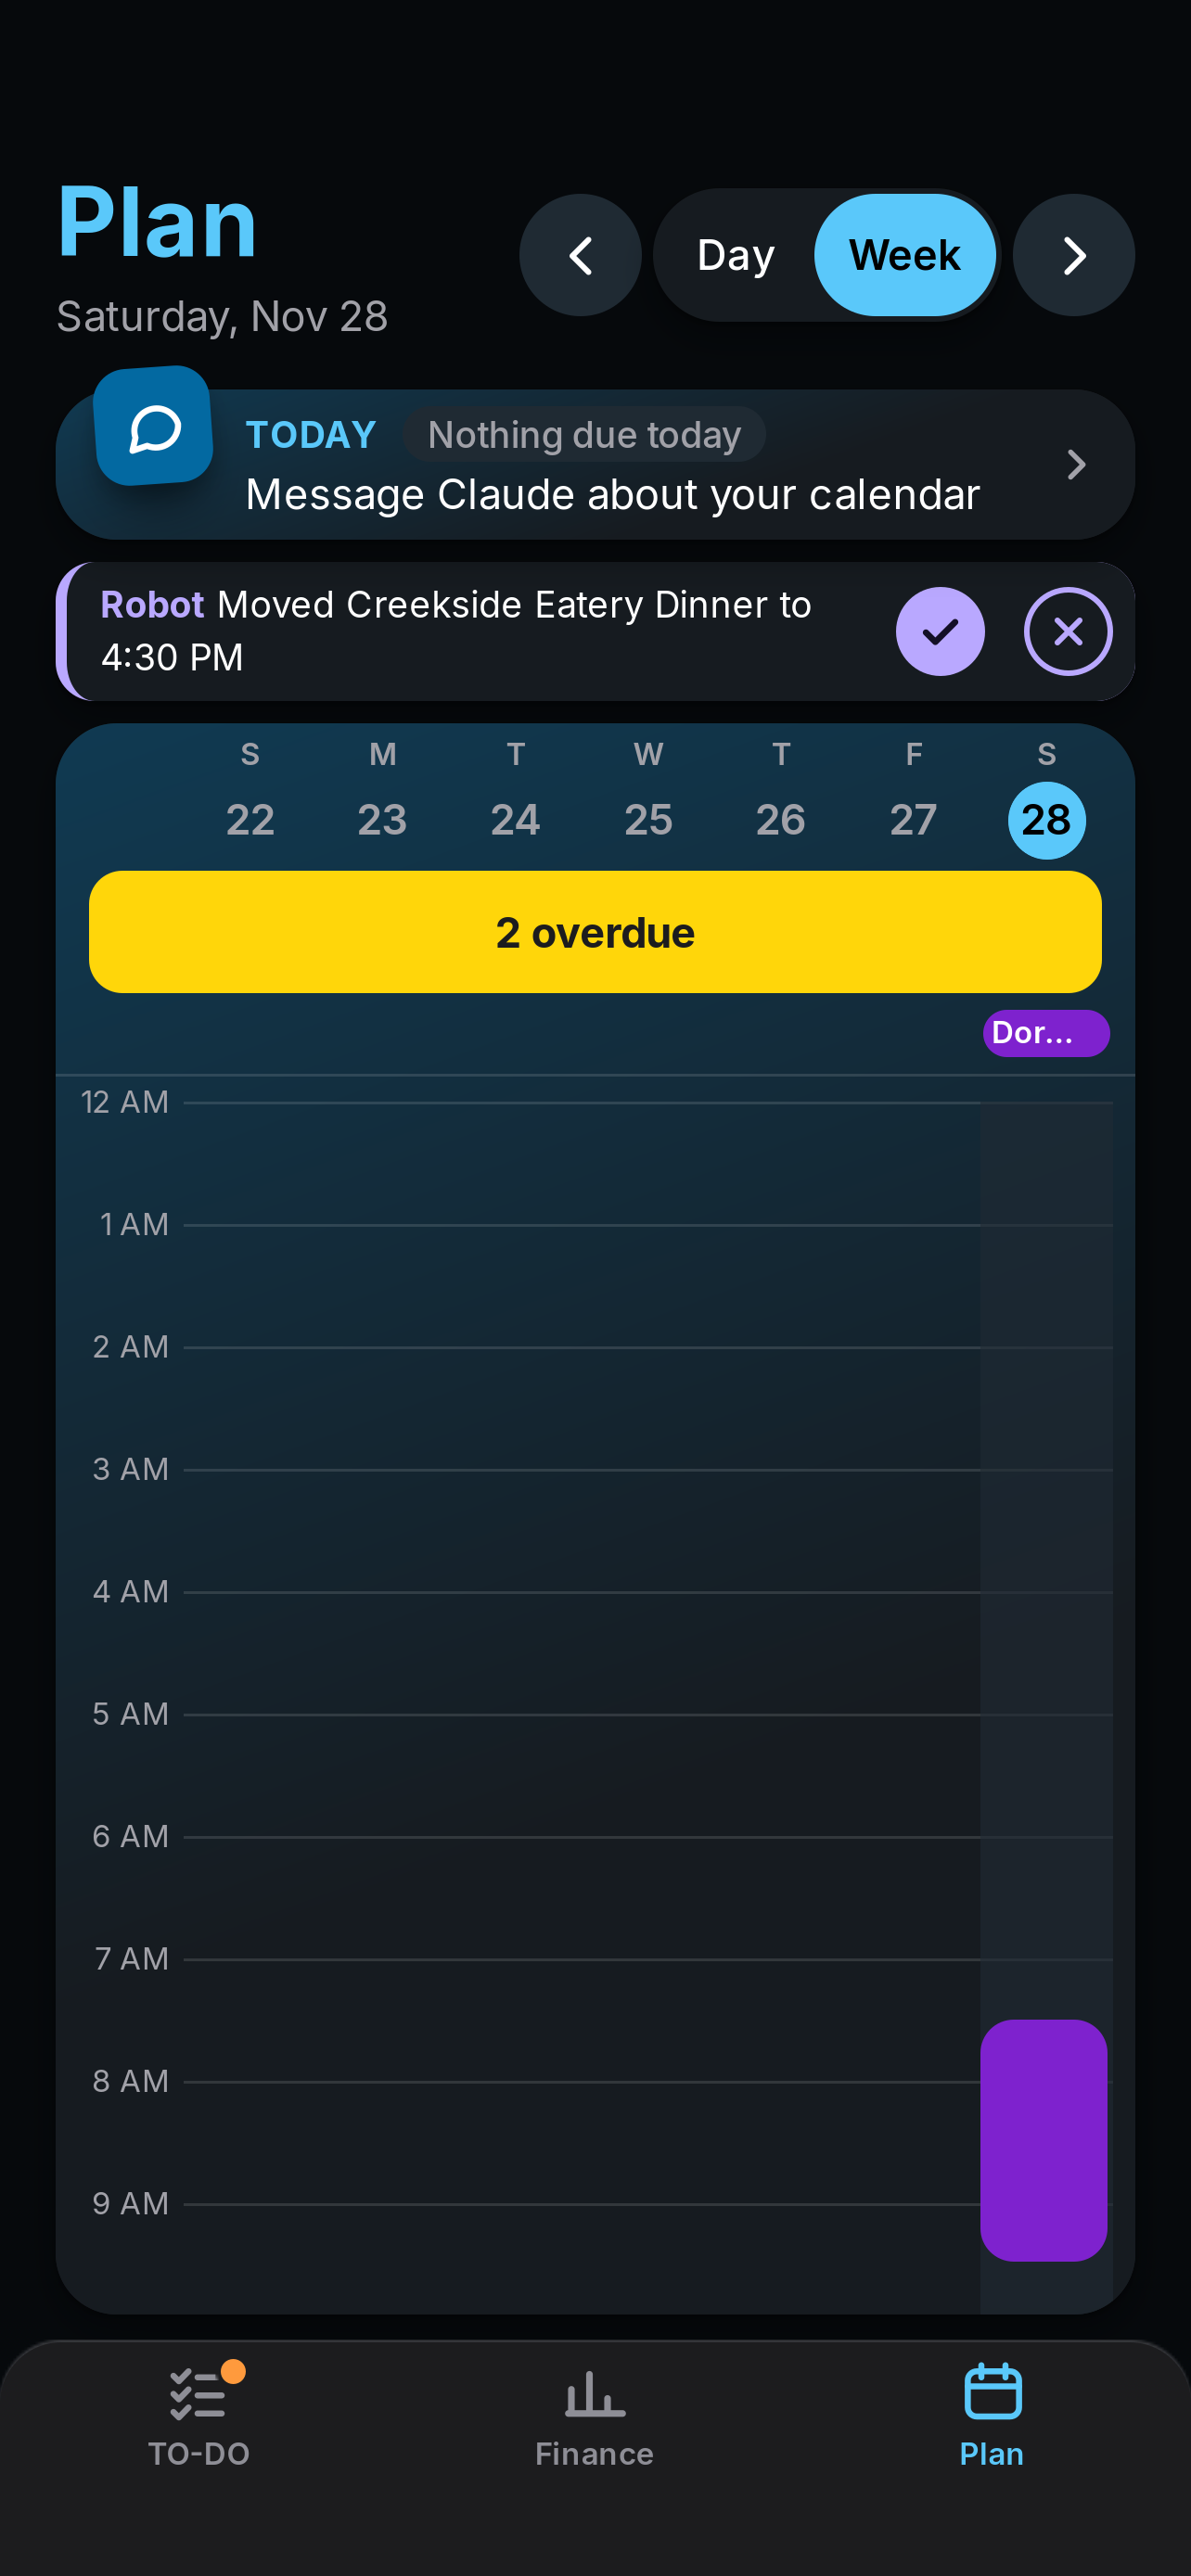 Plan
Day
Week
Saturday, Nov 28
TODAY
Nothing due today
Message Claude about your calendar
Robot Moved Creekside Eatery Dinner to
4:30 PM
S M T W T F S
22 23 24 25 26 27 28
2 overdue
Dor...
12 AM
1 AM
2 AM
3 AM
4 AM
5 AM
6 AM
7 AM
8 AM
9 AM
TO-DO
Finance
Plan